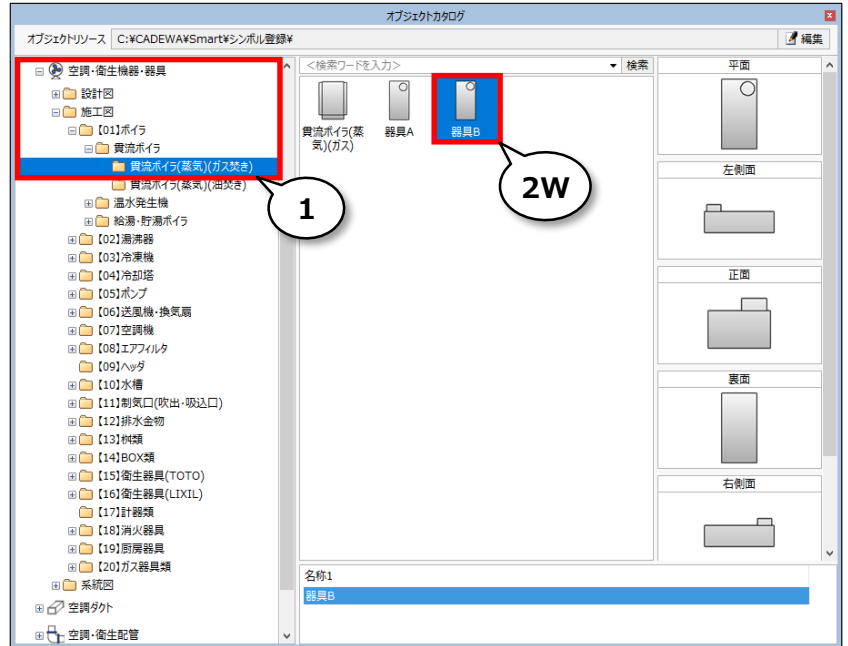 オブジェクトカタログ
オブジェクトリソース C:¥CADEWA¥Smart¥シンボル登録¥ 編集
空調・衛生機器・器具
設計図
施工図
【01】ボイラ
貫流ボイラ
貫流ボイラ(蒸気)(ガス焚き)
貫流ボイラ(蒸気)(油焚き)
温水発生機
給湯・貯湯ボイラ
【02】湯沸器
【03】冷凍機
【04】冷却塔
【05】ポンプ
【06】送風機・換気扇
【07】空調機
【08】エアフィルタ
【09】ヘッダ
【10】水槽
【11】制気口(吹出・吸込口)
【12】排水金物
【13】桝類
【14】BOX類
【15】衛生器具(TOTO)
【16】衛生器具(LIXIL)
【17】計器類
【18】消火器具
【19】厨房器具
【20】ガス器具類
系統図
空調ダクト
空調・衛生配管
1
<検索ワードを入力> 検索
貫流ボイラ(蒸
気)(ガス)
器具A
器具B
2W
平面
左側面
正面
裏面
右側面
名称1
器具B